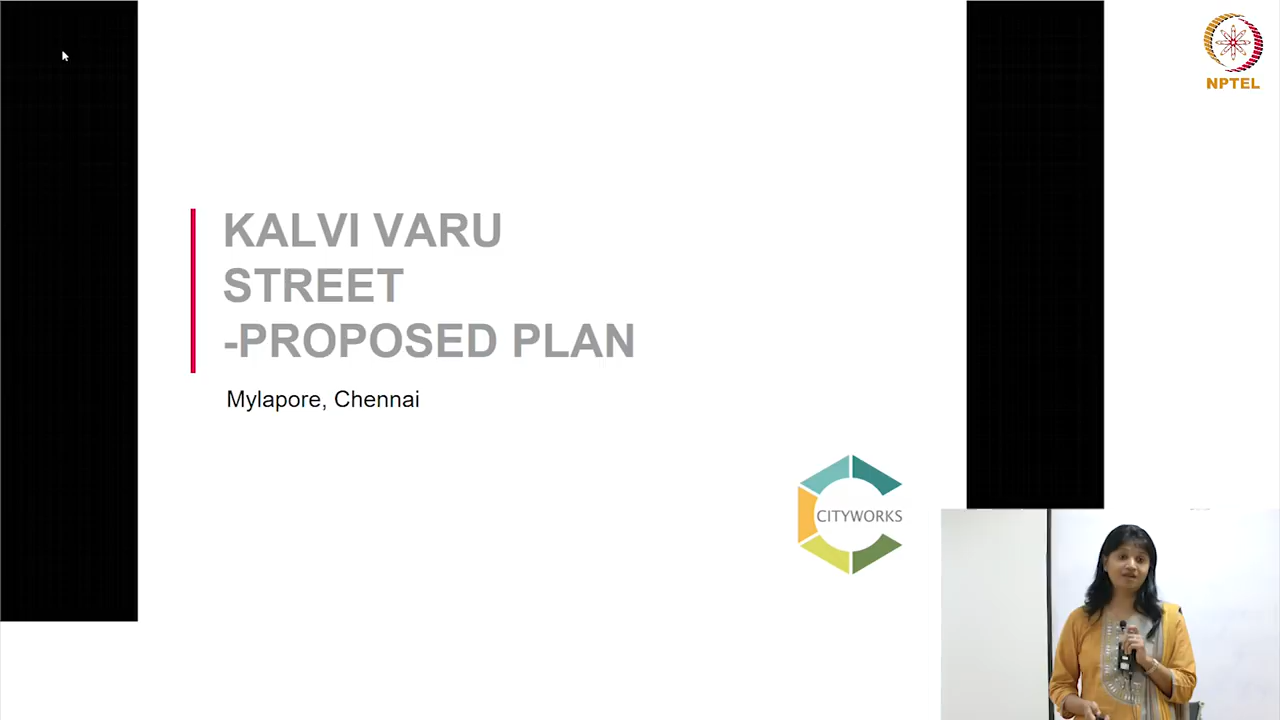 NPTEL
KALVI VARU
STREET
-PROPOSED PLAN
Mylapore, Chennai
CITYWORKS